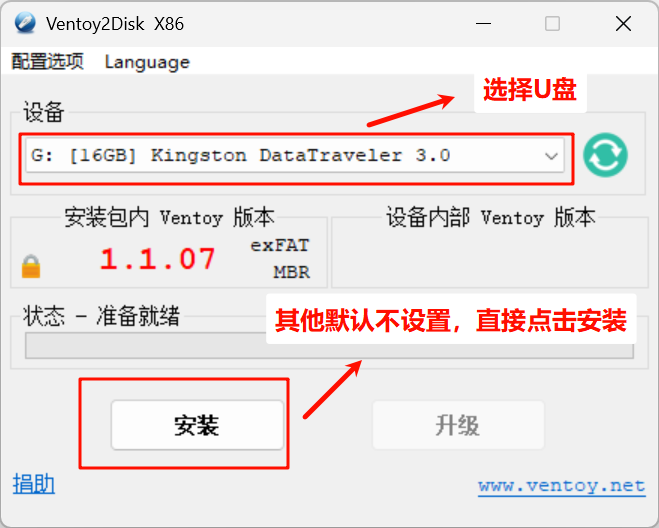 Ventoy2Disk X86
配置选项 Language
选择U盘
设备
G: [16GB] Kingston DataTraveler 3.0
安装包内 Ventoy 版本
设备内部 Ventoy 版本
1.1.07
exFAT
MBR
状态 - 准备就绪
其他默认不设置，直接点击安装
安装
升级
捐助
www.ventoy.net